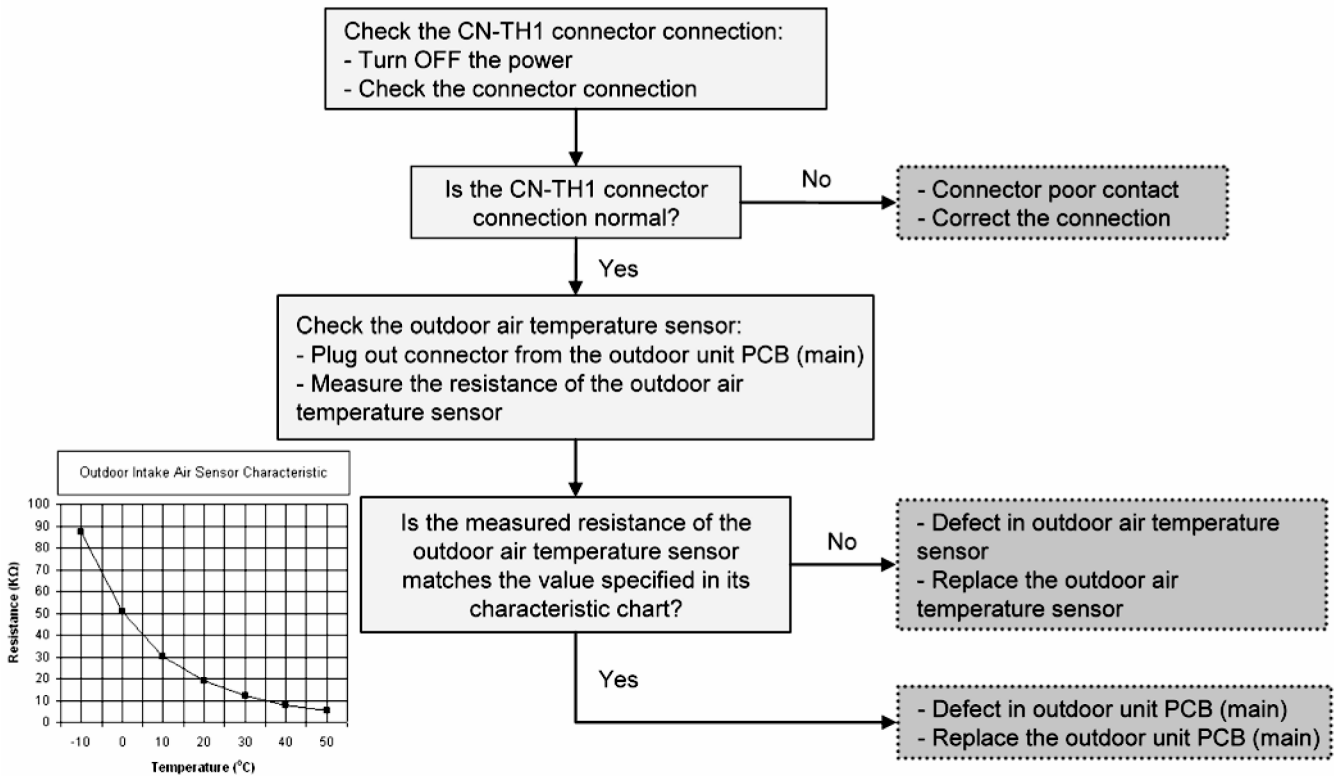 Check the CN-TH1 connector connection:
- Turn OFF the power
- Check the connector connection
Is the CN-TH1 connector
connection normal?
No
- Connector poor contact
- Correct the connection
Yes
Check the outdoor air temperature sensor:
- Plug out connector from the outdoor unit PCB (main)
- Measure the resistance of the outdoor air
temperature sensor
Outdoor Intake Air Sensor Characteristic
100
90
80
70
60
50
40
30
20
10
0
Resistance (KΩ)
-10 0 10 20 30 40 50
Temperature (°C)
Is the measured resistance of the
outdoor air temperature sensor
matches the value specified in its
characteristic chart?
No
- Defect in outdoor air temperature
sensor
- Replace the outdoor air
temperature sensor
Yes
- Defect in outdoor unit PCB (main)
- Replace the outdoor unit PCB (main)